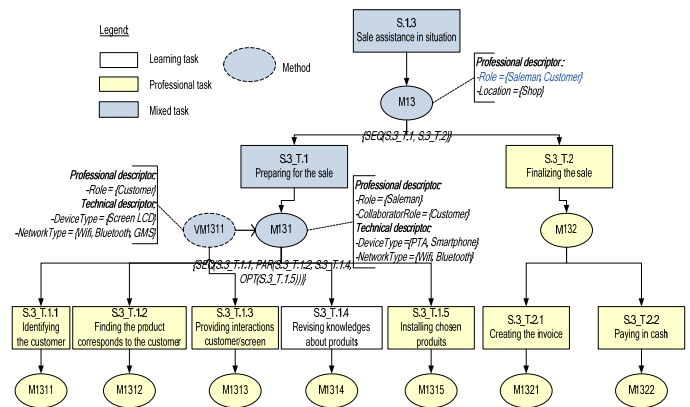 Legend:
Learning task
Professional task
Mixed task
Method
S.1.3
Sale assistance in situation
Professional descriptor.:
-Role = {Saleman, Customer}
-Location = {Shop}
M13
{SEQ(S.3_T.1, S.3_T.2)}
S.3_T.1
Preparing for the sale
S.3_T.2
Finalizing the sale
Professional descriptor:
-Role = {Customer}
Technical descriptor:
-DeviceType = {Screen LCD}
-NetworkType = {Wifi, Bluetooth, GMS}
Professional descriptor:
-Role = {Saleman}
-CollaboratorRole = {Customer}
Technical descriptor:
-DeviceType ={PTA, Smartphone}
-NetworkType = {Wifi, Bluetooth}
VM1311
M131
M132
{SEQ(S.3_T.1.1, PAR(S.3_T.1.2, S.3_T.1.4,
OPT(S.3_T.1.5))}
S.3_T.1.1
Identifying
the customer
S.3_T.1.2
Finding the product
corresponds to the customer
S.3_T.1.3
Providing interactions
customer/screen
S.3_T.1.4
Revising knowledges
about produits
S.3_T.1.5
Installing chosen
produits
S.3_T.2.1
Creating the invoice
S.3_T.2.2
Paying in cash
M1311
M1312
M1313
M1314
M1315
M1321
M1322